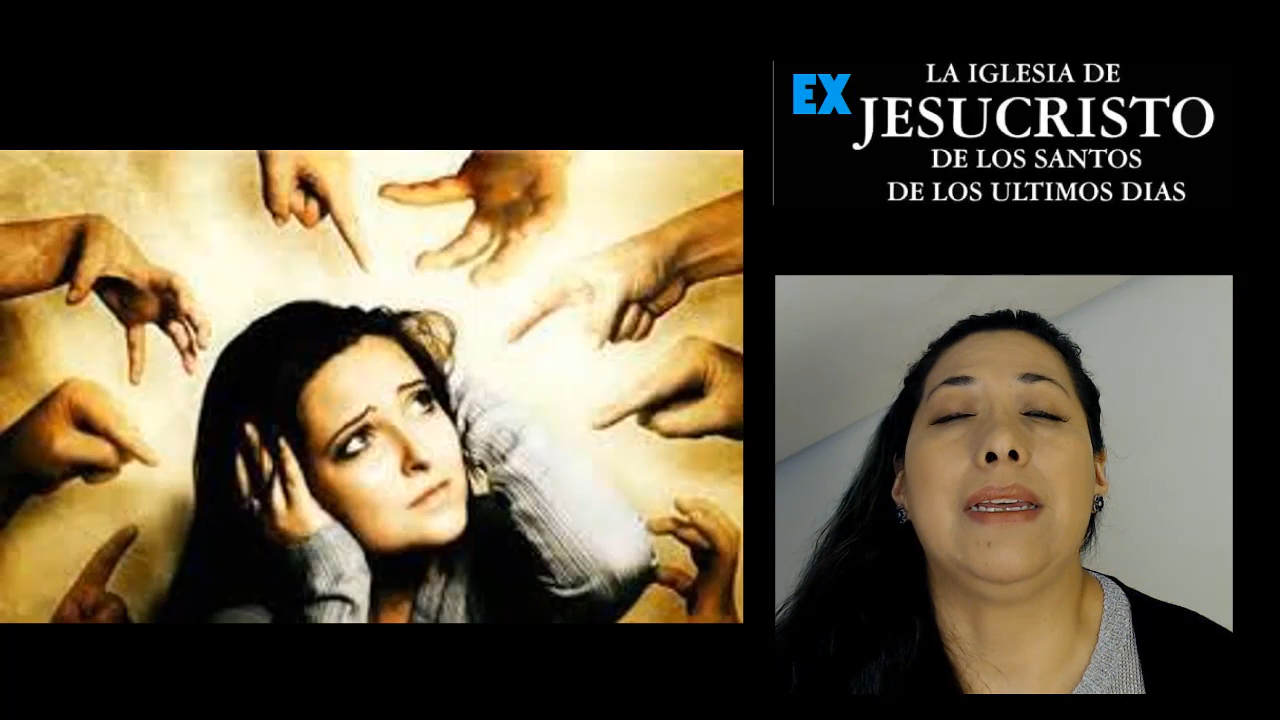 EX
LA IGLESIA DE
JESUCRISTO
DE LOS SANTOS
DE LOS ULTIMOS DIAS